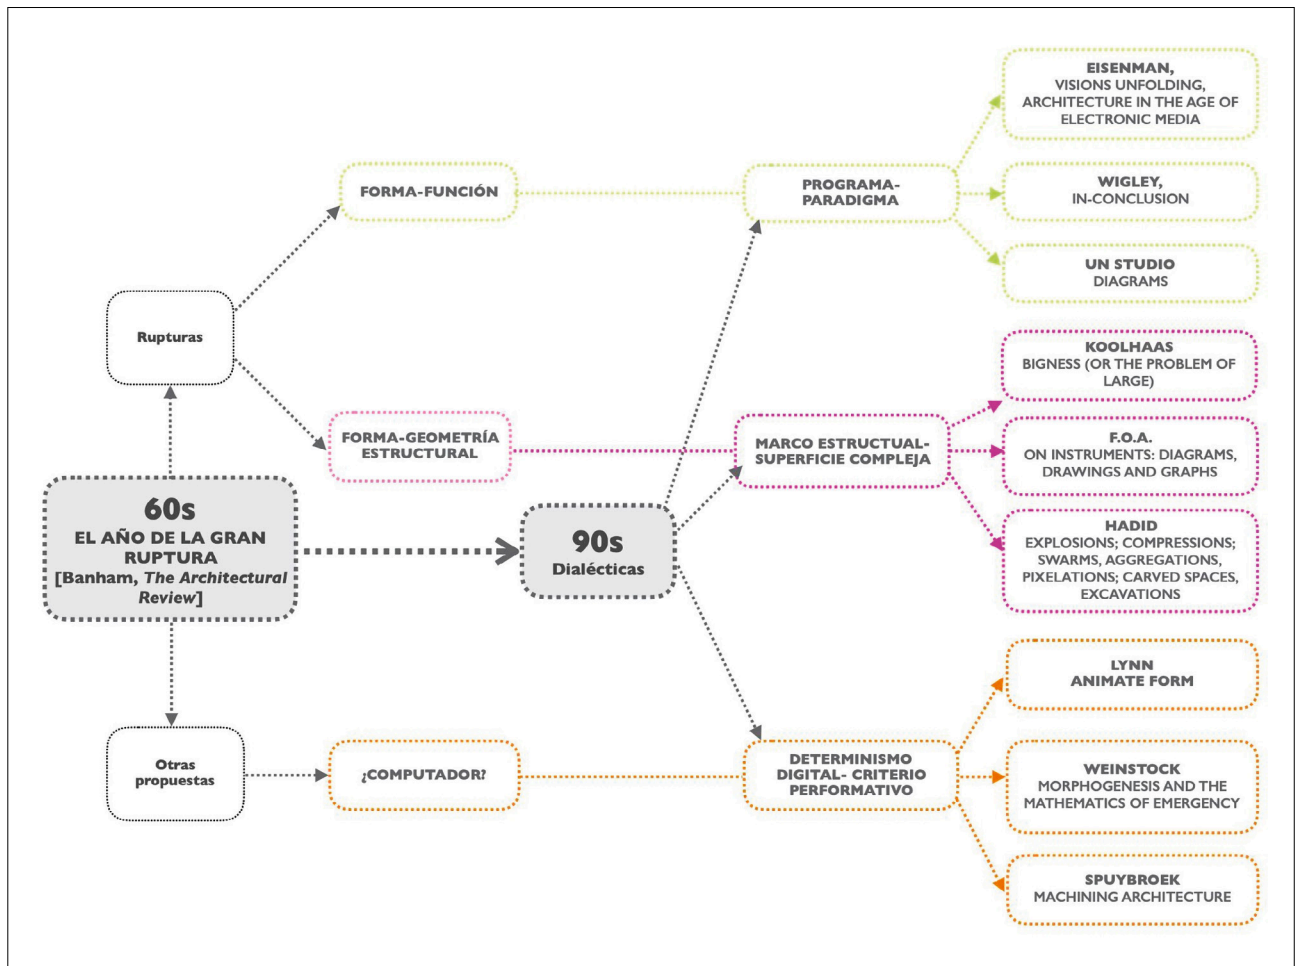 EISENMAN,
VISIONS UNFOLDING,
ARCHITECTURE IN THE AGE OF
ELECTRONIC MEDIA
FORMA-FUNCIÓN
PROGRAMA-
PARADIGMA
WIGLEY,
IN-CONCLUSION
UN STUDIO
DIAGRAMS
Rupturas
KOOLHAAS
BIGNESS (OR THE PROBLEM OF
LARGE)
FORMA-GEOMETRÍA
ESTRUCTURAL
MARCO ESTRUCTUAL-
SUPERFICIE COMPLEJA
F.O.A.
ON INSTRUMENTS: DIAGRAMS,
DRAWINGS AND GRAPHS
60s
EL AÑO DE LA GRAN
RUPTURA
[Banham, The Architectural
Review]
90s
Dialécticas
HADID
EXPLOSIONS; COMPRESSIONS;
SWARMS, AGGREGATIONS,
PIXELATIONS; CARVED SPACES,
EXCAVATIONS
LYNN
ANIMATE FORM
Otras
propuestas
¿COMPUTADOR?
DETERMINISMO
DIGITAL- CRITERIO
PERFORMATIVO
WEINSTOCK
MORPHOGENESIS AND THE
MATHEMATICS OF EMERGENCY
SPUYBROEK
MACHINING ARCHITECTURE